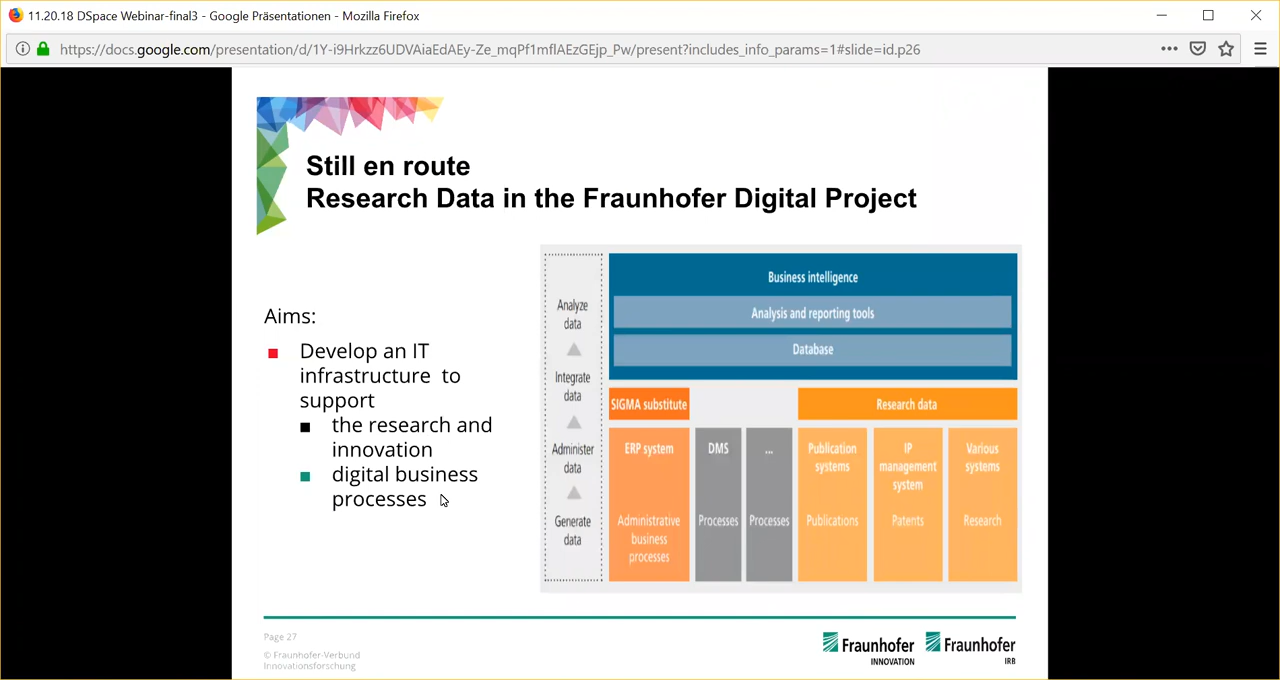 11.20.18 DSpace Webinar-final3 - Google Präsentationen - Mozilla Firefox
https://docs.google.com/presentation/d/1Y-i9Hrkzz6UDVAiaEdAEy-Ze_mqPf1mflAEzGEjp_Pw/present?includes_info_params=1#slide=id.p26
Still en route
Research Data in the Fraunhofer Digital Project
Aims:
Develop an IT
infrastructure to
support
the research and
innovation
digital business
processes
Analyze
data
Integrate
data
Administer
data
Generate
data
Business intelligence
Analysis and reporting tools
Database
SIGMA substitute
Research data
ERP system
Administrative
business
processes
DMS
Processes
...
Processes
Publication
systems
Publications
IP
management
system
Patents
Various
systems
Research
Page 27
© Fraunhofer-Verbund
Innovationsforschung
Fraunhofer
INNOVATION
Fraunhofer
IRB